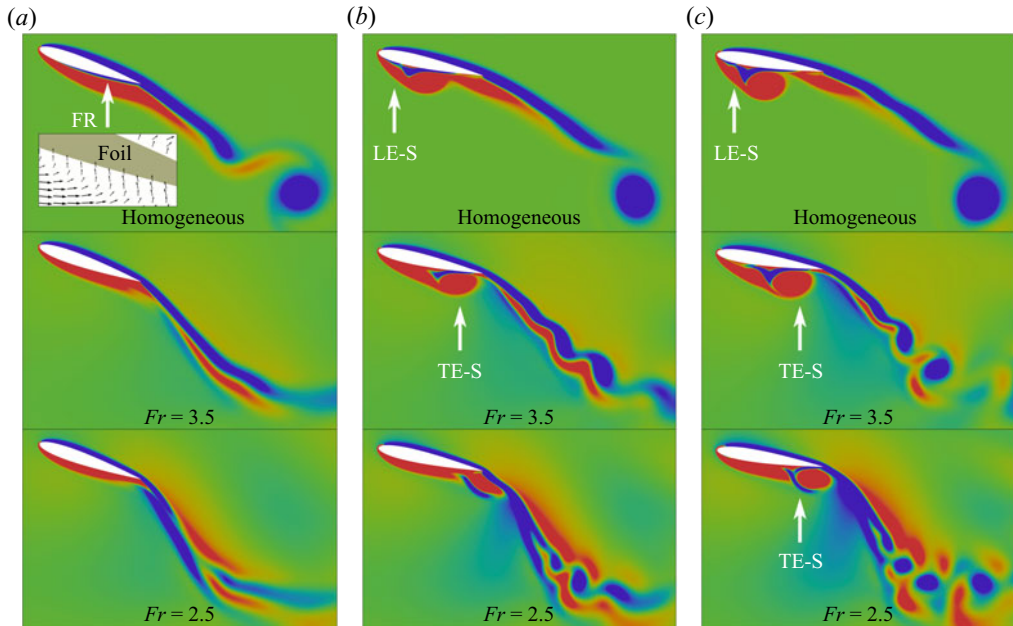 (a)
(b)
(c)
FR
Foil
Homogeneous
LE-S
Homogeneous
LE-S
Homogeneous
Fr = 3.5
TE-S
Fr = 3.5
TE-S
Fr = 3.5
Fr = 2.5
Fr = 2.5
TE-S
Fr = 2.5